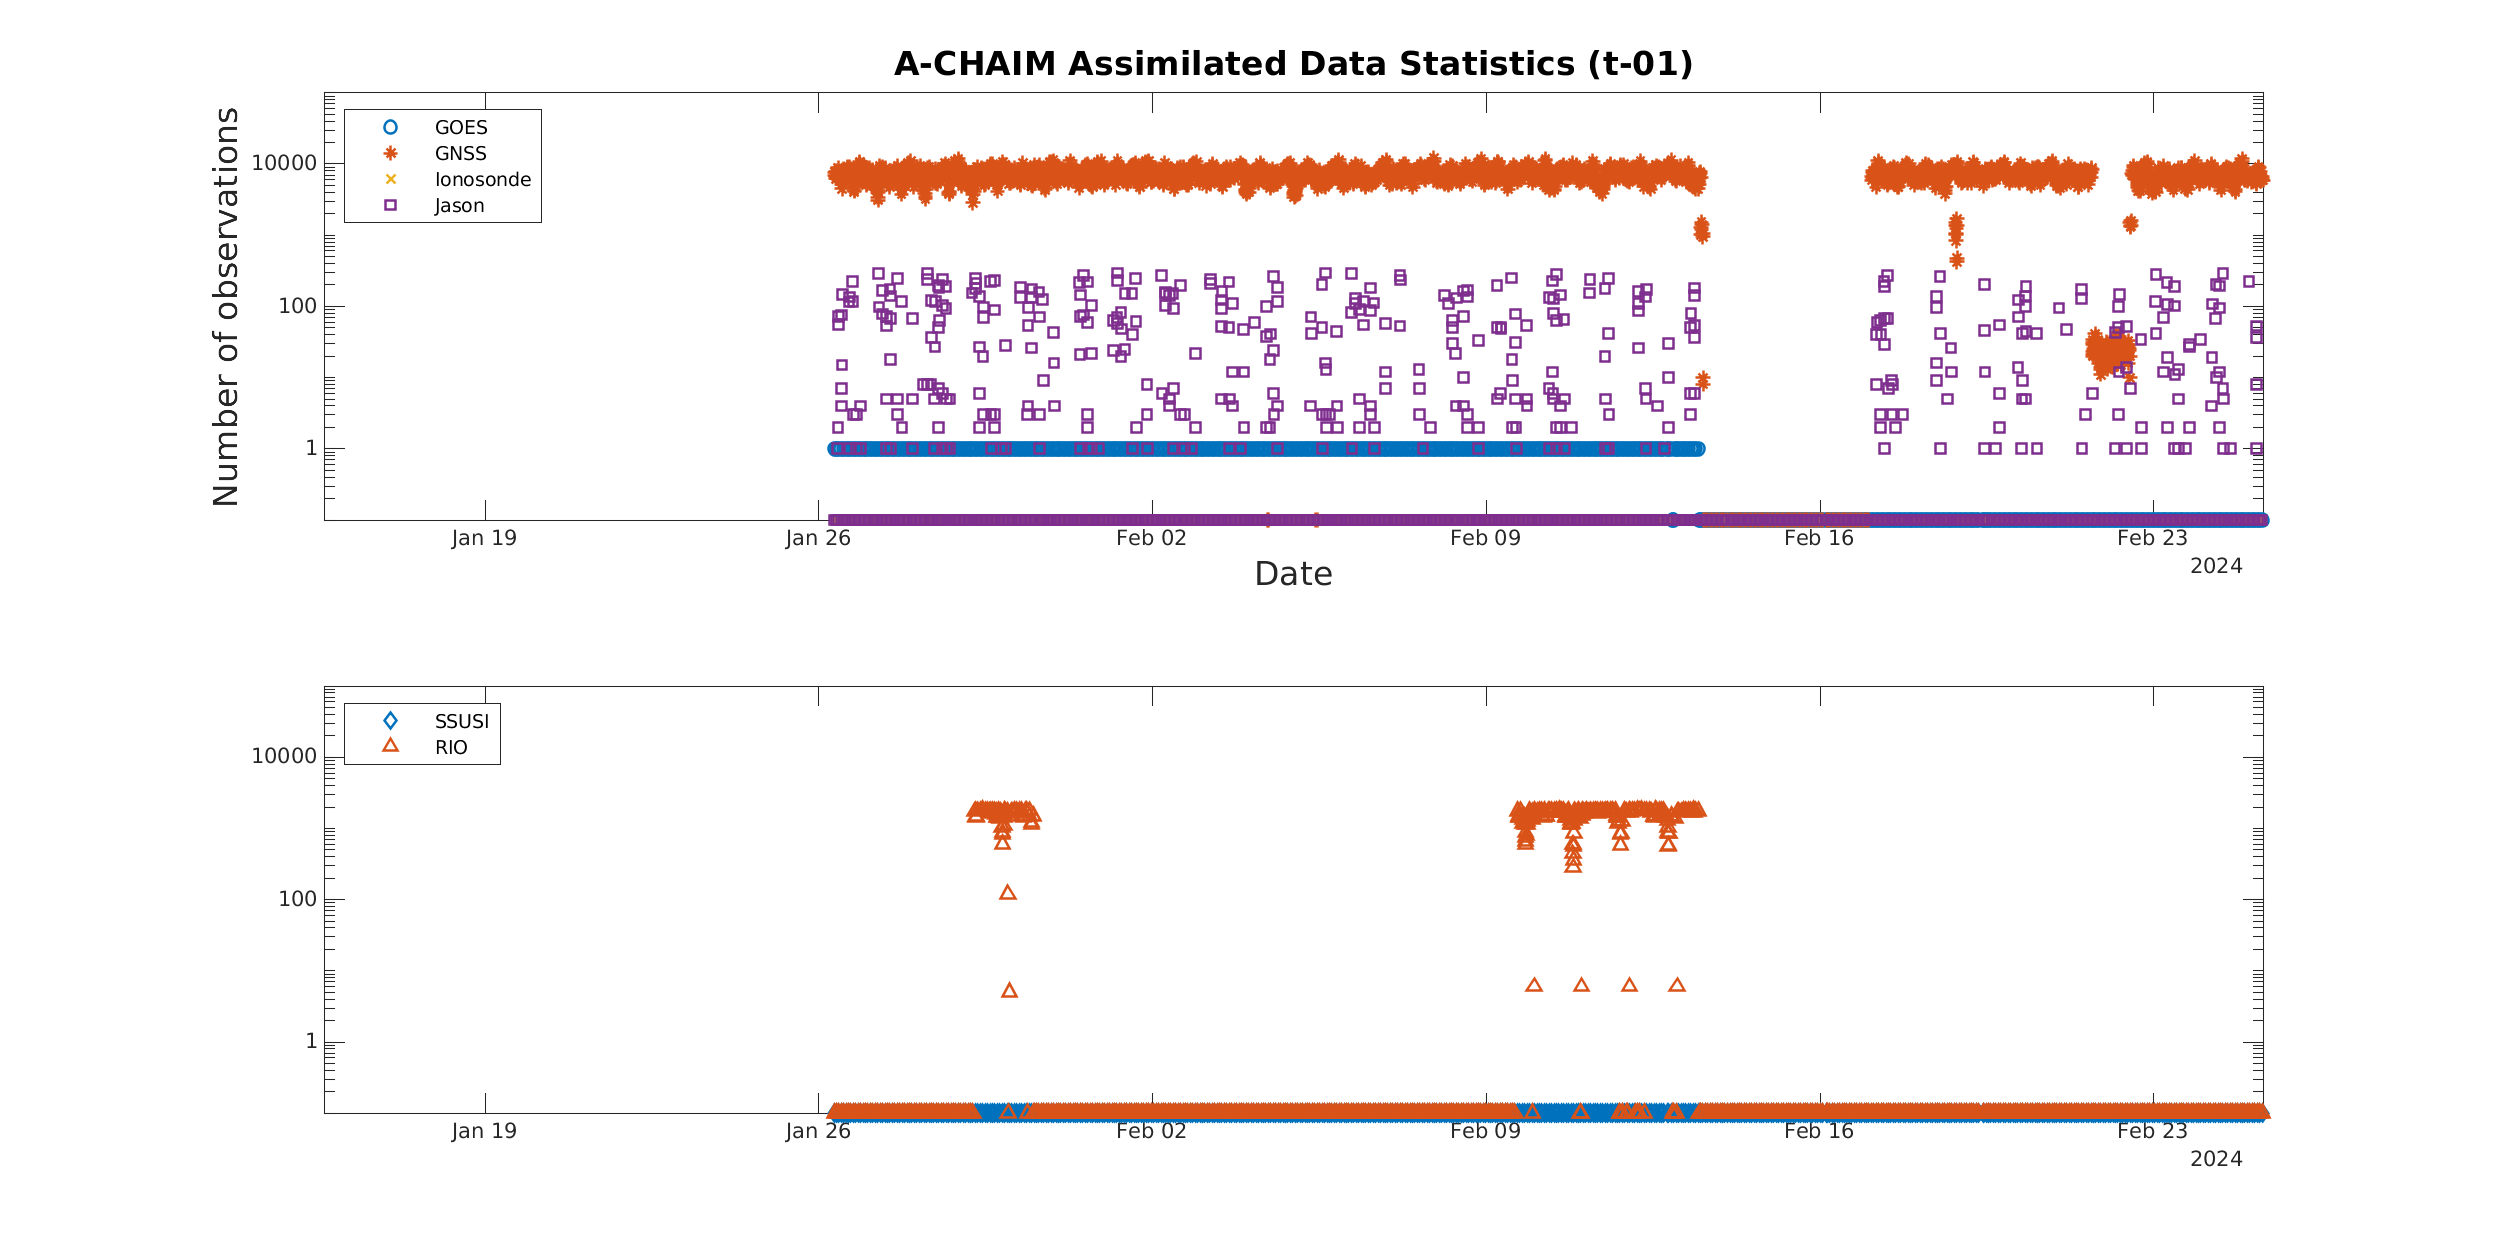 A-CHAIM Assimilated Data Statistics (t-01)
Number of observations
10000
100
1
GOES
GNSS
Ionosonde
Jason
Jan 19
Jan 26
Feb 02
Feb 09
Feb 16
Feb 23
2024
Date
10000
100
1
SSUSI
RIO
Jan 19
Jan 26
Feb 02
Feb 09
Feb 16
Feb 23
2024